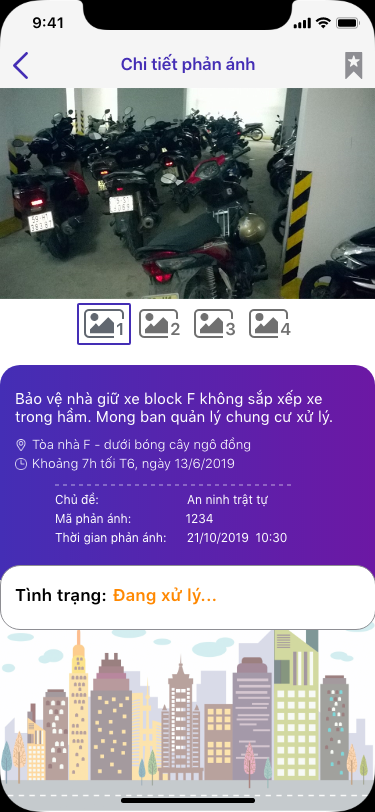 9:41
Chi tiết phản ánh
1
2
3
4
Bảo vệ nhà giữ xe block F không sắp xếp xe
trong hầm. Mong ban quản lý chung cư xử lý.
Tòa nhà F - dưới bóng cây ngô đồng
Khoảng 7h tối T6, ngày 13/6/2019
Chủ đề: An ninh trật tự
Mã phản ánh: 1234
Thời gian phản ánh: 21/10/2019 10:30
Tình trạng: Đang xử lý...